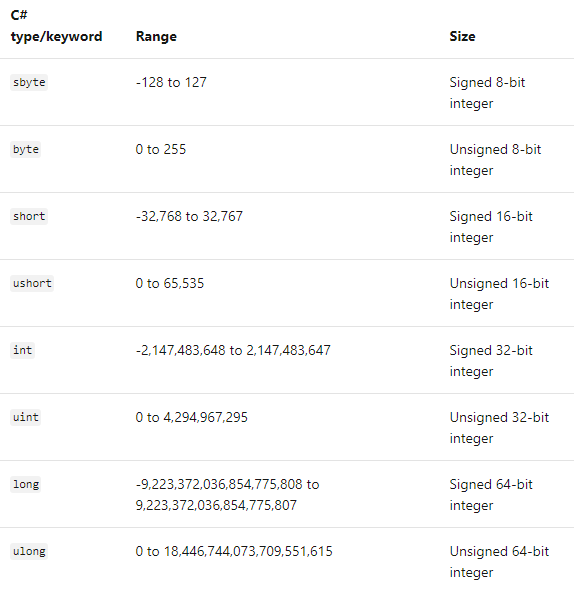 C#
type/keyword Range Size
sbyte -128 to 127 Signed 8-bit
integer
byte 0 to 255 Unsigned 8-bit
integer
short -32,768 to 32,767 Signed 16-bit
integer
ushort 0 to 65,535 Unsigned 16-bit
integer
int -2,147,483,648 to 2,147,483,647 Signed 32-bit
integer
uint 0 to 4,294,967,295 Unsigned 32-bit
integer
long -9,223,372,036,854,775,808 to Signed 64-bit
9,223,372,036,854,775,807 integer
ulong 0 to 18,446,744,073,709,551,615 Unsigned 64-bit
integer